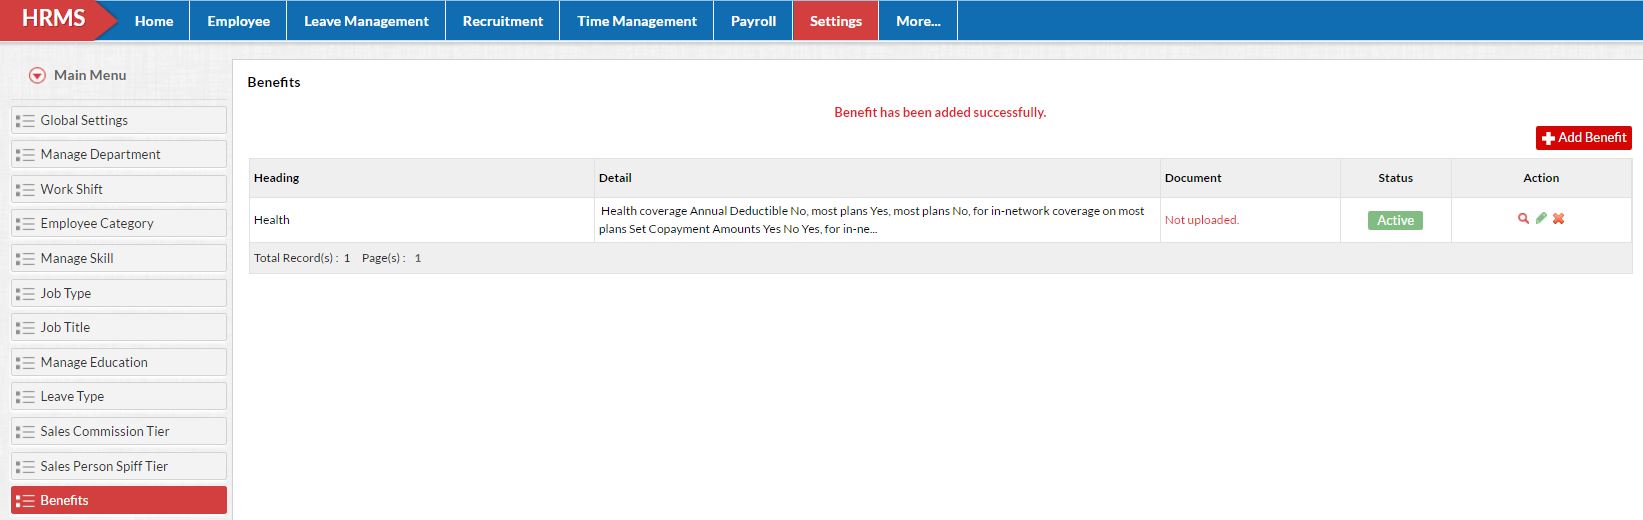 HRMS Home Employee Leave Management Recruitment Time Management Payroll Settings More...
Main Menu
Global Settings
Manage Department
Work Shift
Employee Category
Manage Skill
Job Type
Job Title
Manage Education
Leave Type
Sales Commission Tier
Sales Person Spiff Tier
Benefits
Benefits
Benefit has been added successfully.
Add Benefit
Heading Detail Document Status Action
Health Health coverage Annual Deductible No, most plans Yes, most plans No, for in-network coverage on most
plans Set Copayment Amounts Yes No Yes, for in-ne... Not uploaded. Active
Total Record(s) : 1 Page(s) : 1